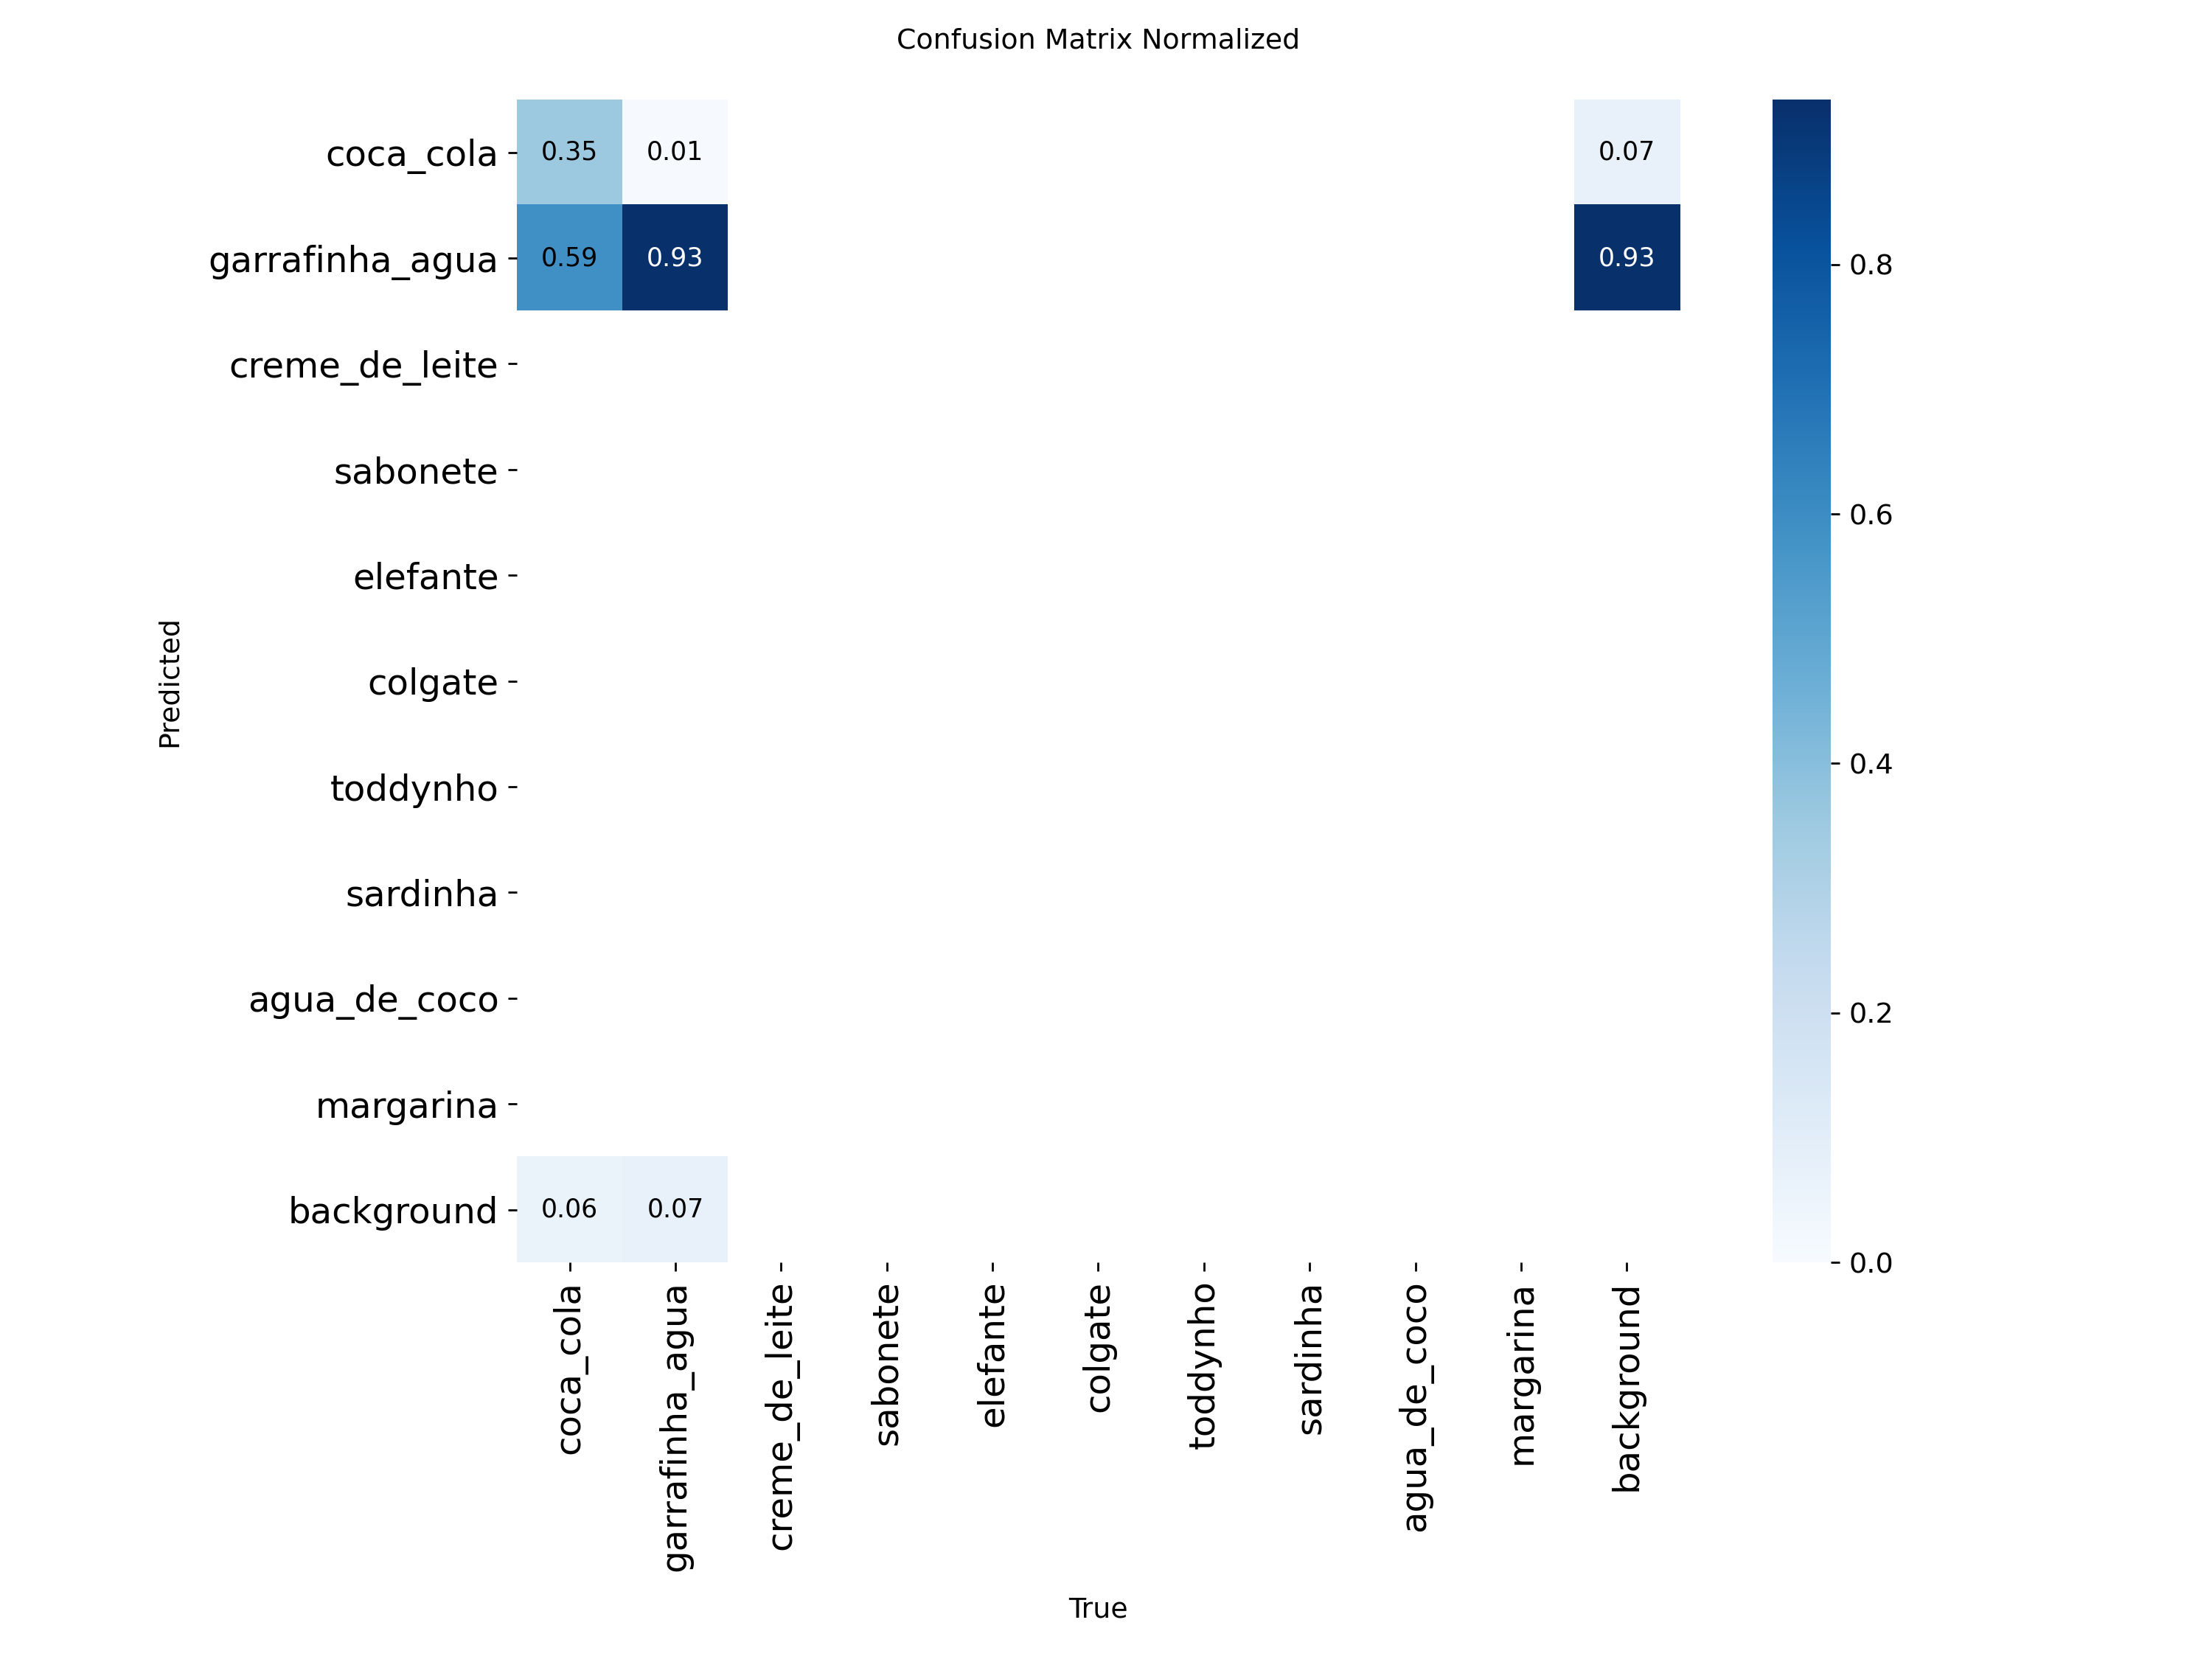 Confusion Matrix Normalized
coca_cola 0.35 0.01 0.07
garrafinha_agua 0.59 0.93 0.93
creme_de_leite
sabonete
elefante
colgate
toddynho
sardinha
agua_de_coco
margarina
background 0.06 0.07
Predicted
coca_cola
garrafinha_agua
creme_de_leite
sabonete
elefante
colgate
toddynho
sardinha
agua_de_coco
margarina
background
True
0.8
0.6
0.4
0.2
0.0